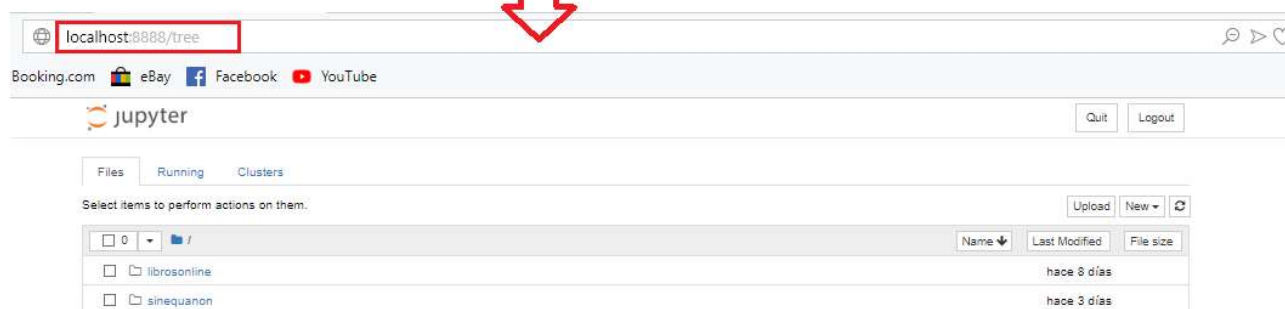 localhost:8888/tree
Booking.com eBay Facebook YouTube
jupyter Quit Logout
Files Running Clusters
Select items to perform actions on them. Upload New
0 / Name Last Modified File size
librosonline hace 8 días
sinequanon hace 3 días